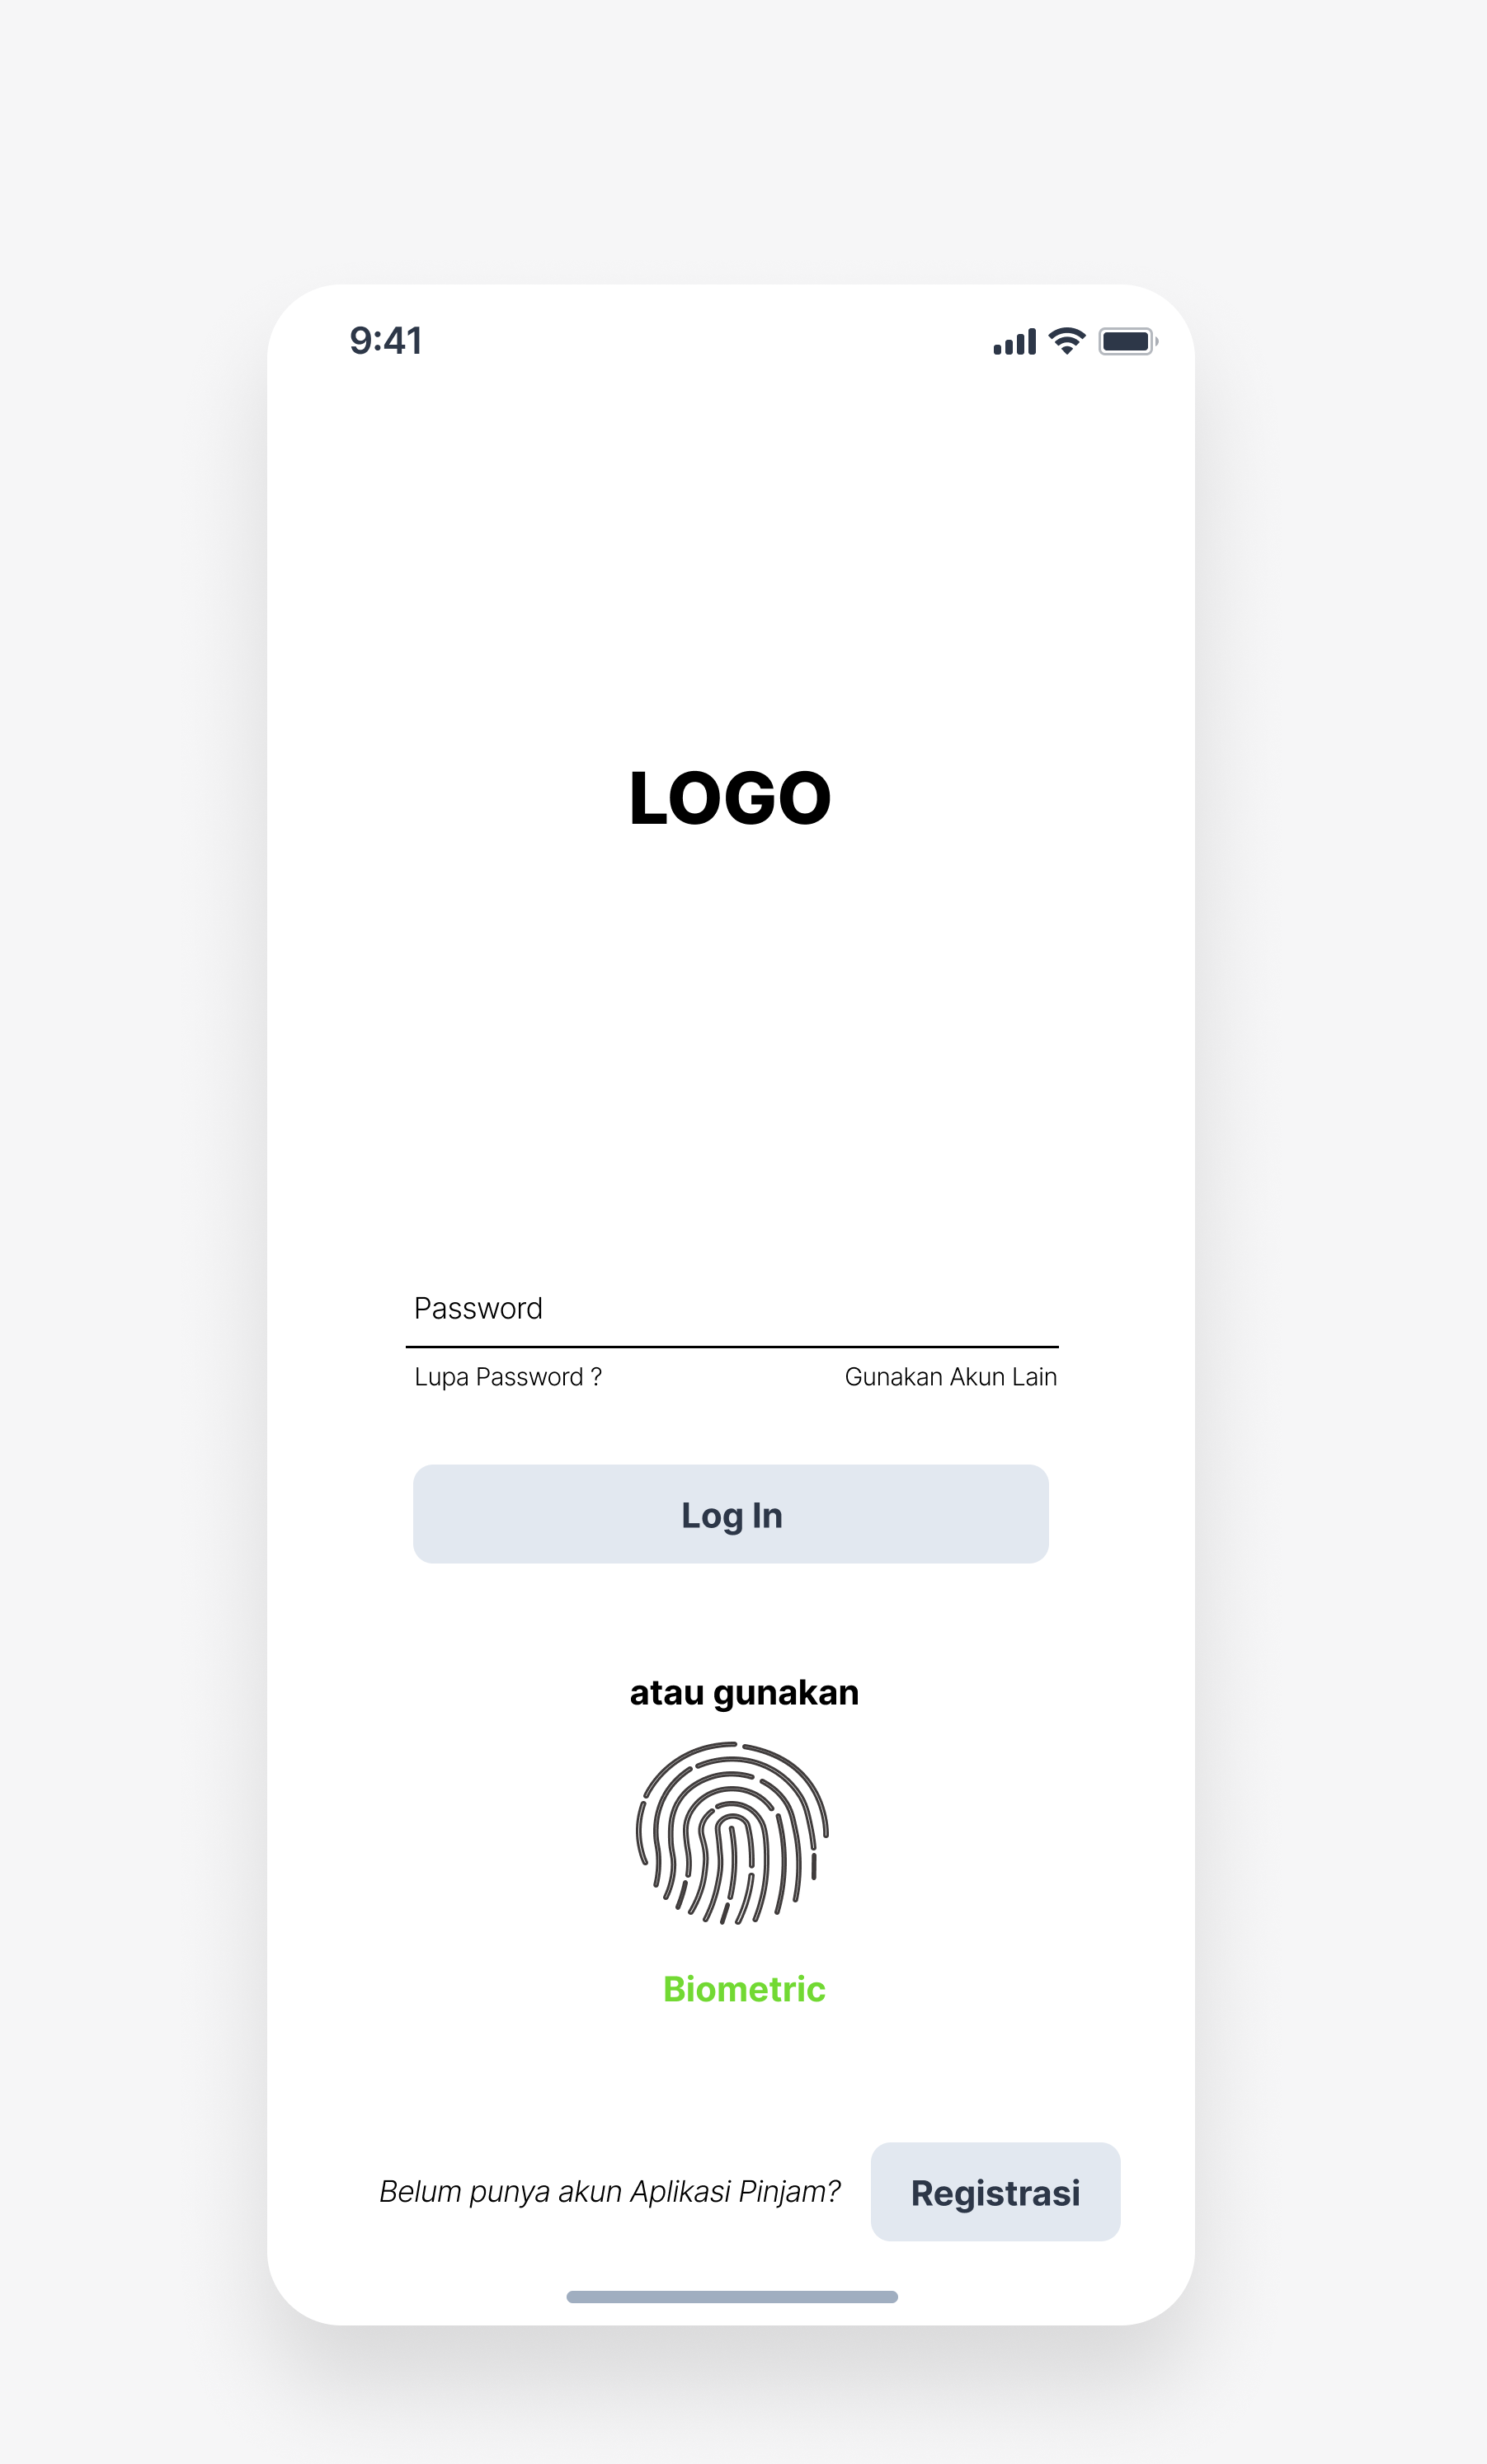 9:41
LOGO
Password
Lupa Password ?
Gunakan Akun Lain
Log In
atau gunakan
Biometric
Belum punya akun Aplikasi Pinjam?
Registrasi